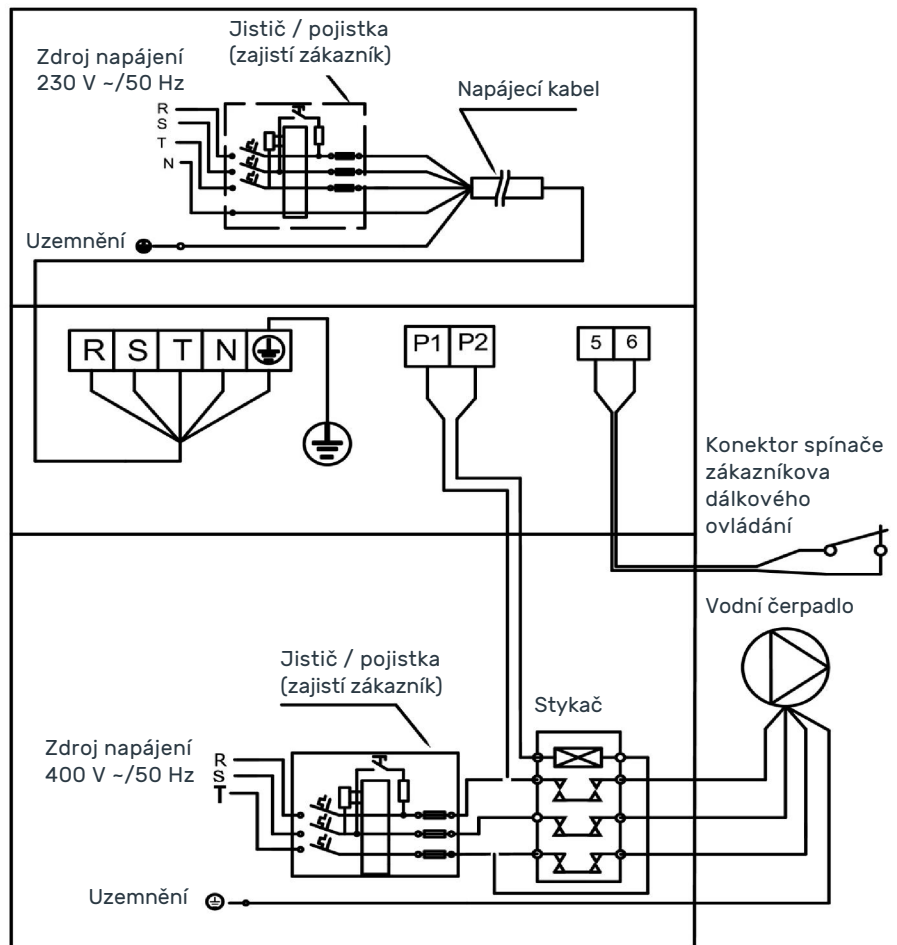 Jistič / pojistka
(zajistí zákazník)
Zdroj napájení
230 V ~/50 Hz
Napájecí kabel
R
S
T
N
Uzemnění
R S T N
P1 P2
5 6
Konektor spínače
zákazníkova
dálkového
ovládání
Vodní čerpadlo
Jistič / pojistka
(zajistí zákazník)
Stykač
Zdroj napájení
400 V ~/50 Hz
R
S
T
Uzemnění